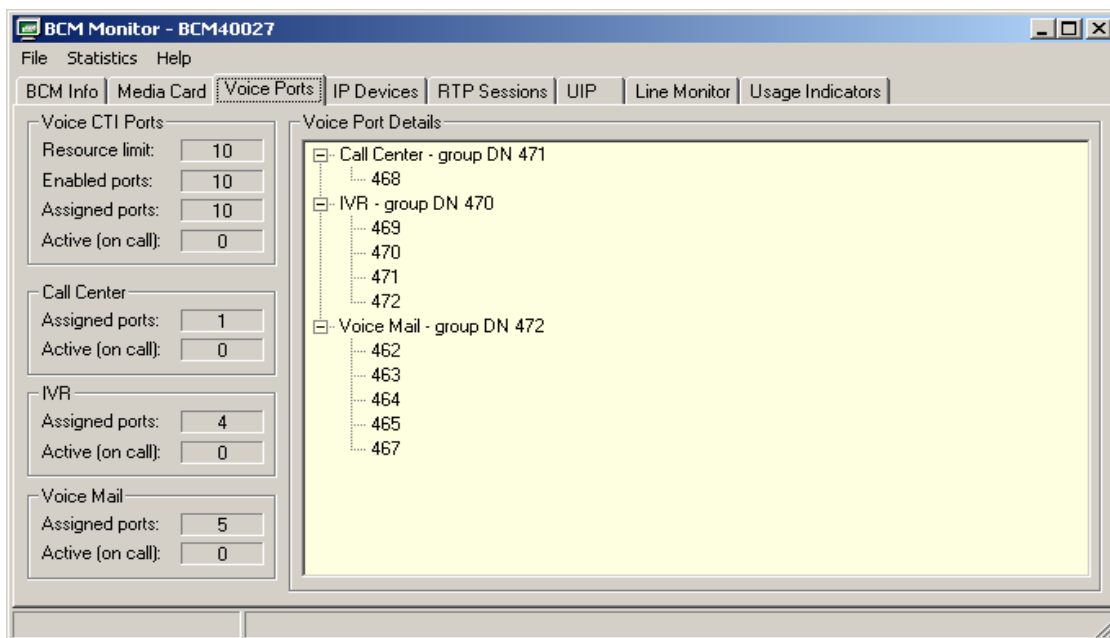 BCM Monitor - BCM40027
File Statistics Help
BCM Info Media Card Voice Ports IP Devices RTP Sessions UIP Line Monitor Usage Indicators
Voice CTI Ports
Resource limit: 10
Enabled ports: 10
Assigned ports: 10
Active (on call): 0
Call Center
Assigned ports: 1
Active (on call): 0
IVR
Assigned ports: 4
Active (on call): 0
Voice Mail
Assigned ports: 5
Active (on call): 0
Voice Port Details
Call Center - group DN 471
468
IVR - group DN 470
469
470
471
472
Voice Mail - group DN 472
462
463
464
465
467